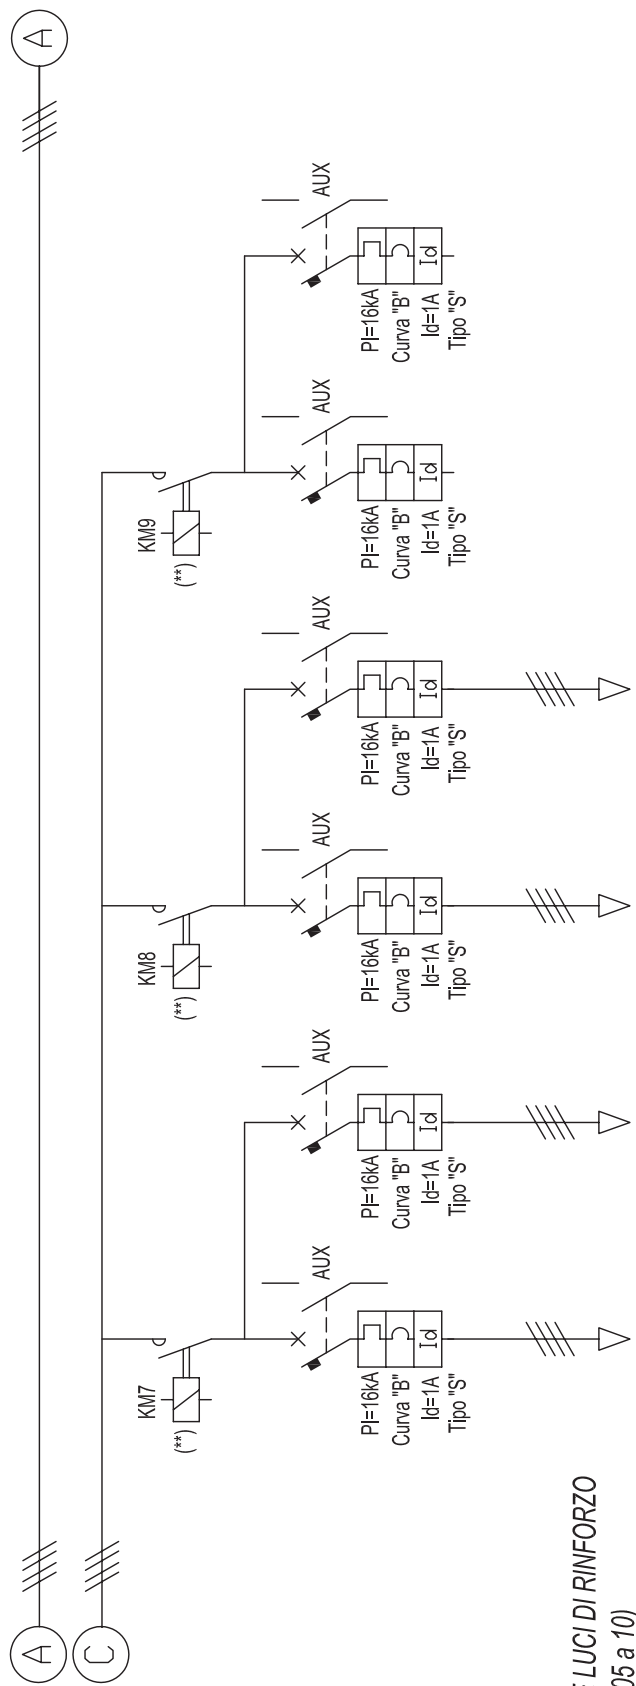 A
A
C
KM7
(**)
KM8
(**)
KM9
(**)
AUX
AUX
AUX
AUX
AUX
AUX
PI=16kA
Curva "B"
Id=1A
Tipo "S"
Id
PI=16kA
Curva "B"
Id=1A
Tipo "S"
Id
PI=16kA
Curva "B"
Id=1A
Tipo "S"
Id
PI=16kA
Curva "B"
Id=1A
Tipo "S"
Id
PI=16kA
Curva "B"
Id=1A
Tipo "S"
Id
PI=16kA
Curva "B"
Id=1A
Tipo "S"
Id
LUCI DI RINFORZO
05 a 10)